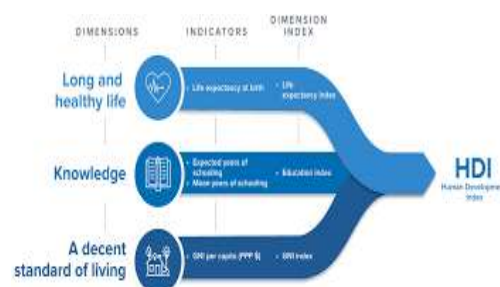 DIMENSIONS
INDICATORS
DIMENSION
INDEX
Long and
healthy life
Life expectancy at birth
Life
expectancy index
Knowledge
Expected years of
schooling
Mean years of schooling
Education index
A decent
standard of living
GNI per capita (PPP $)
GNI index
HDI
Human Developme
Index